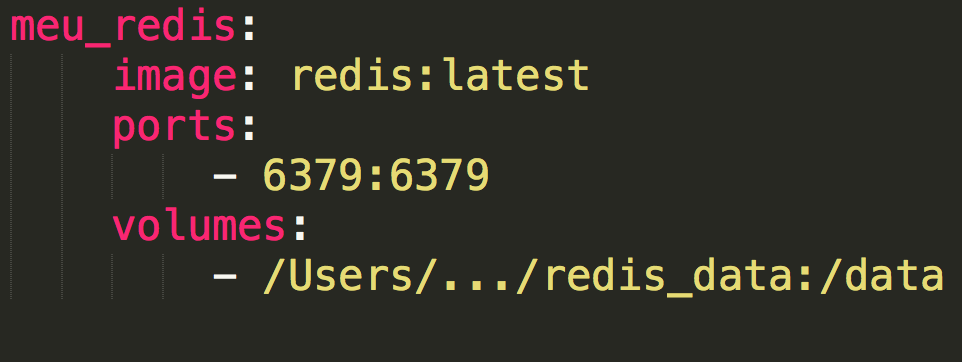 meu_redis:
image: redis:latest
ports:
- 6379:6379
volumes:
- /Users/.../redis_data:/data